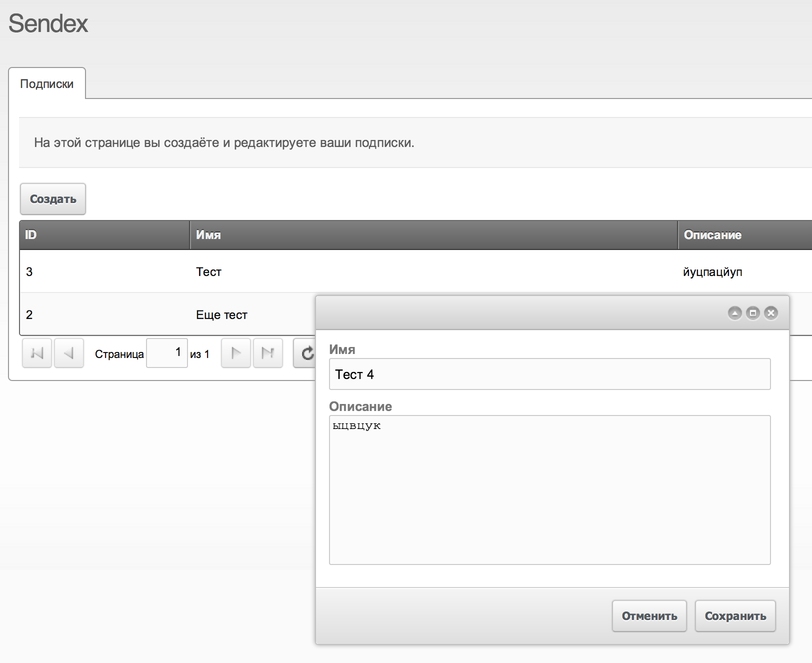 Sendex
Подписки
На этой странице вы создаёте и редактируете ваши подписки.
Создать
ID Имя Описание
3 Тест йуцпацйуп
2 Еще тест
Страница 1 из 1
Имя
Тест 4
Описание
ыцвцук
Отменить Сохранить